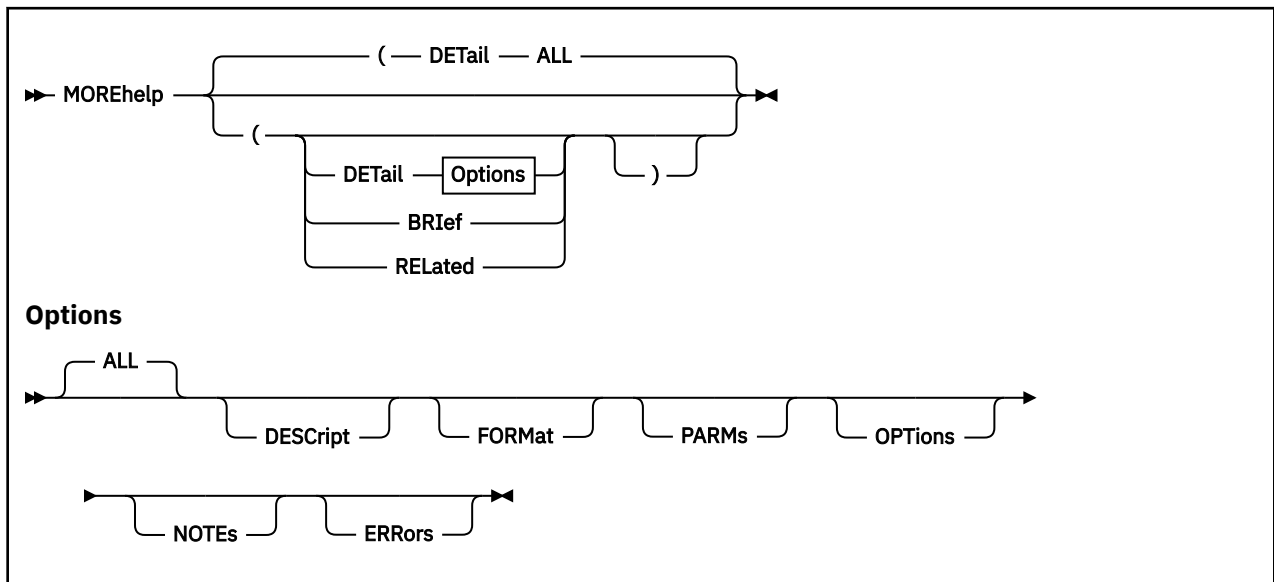 ( DETail ALL
MOREhelp
(
DETail Options )
BRIef
RELated
Options
ALL
DESCript FORMat PARMs OPTions
NOTEs ERRors